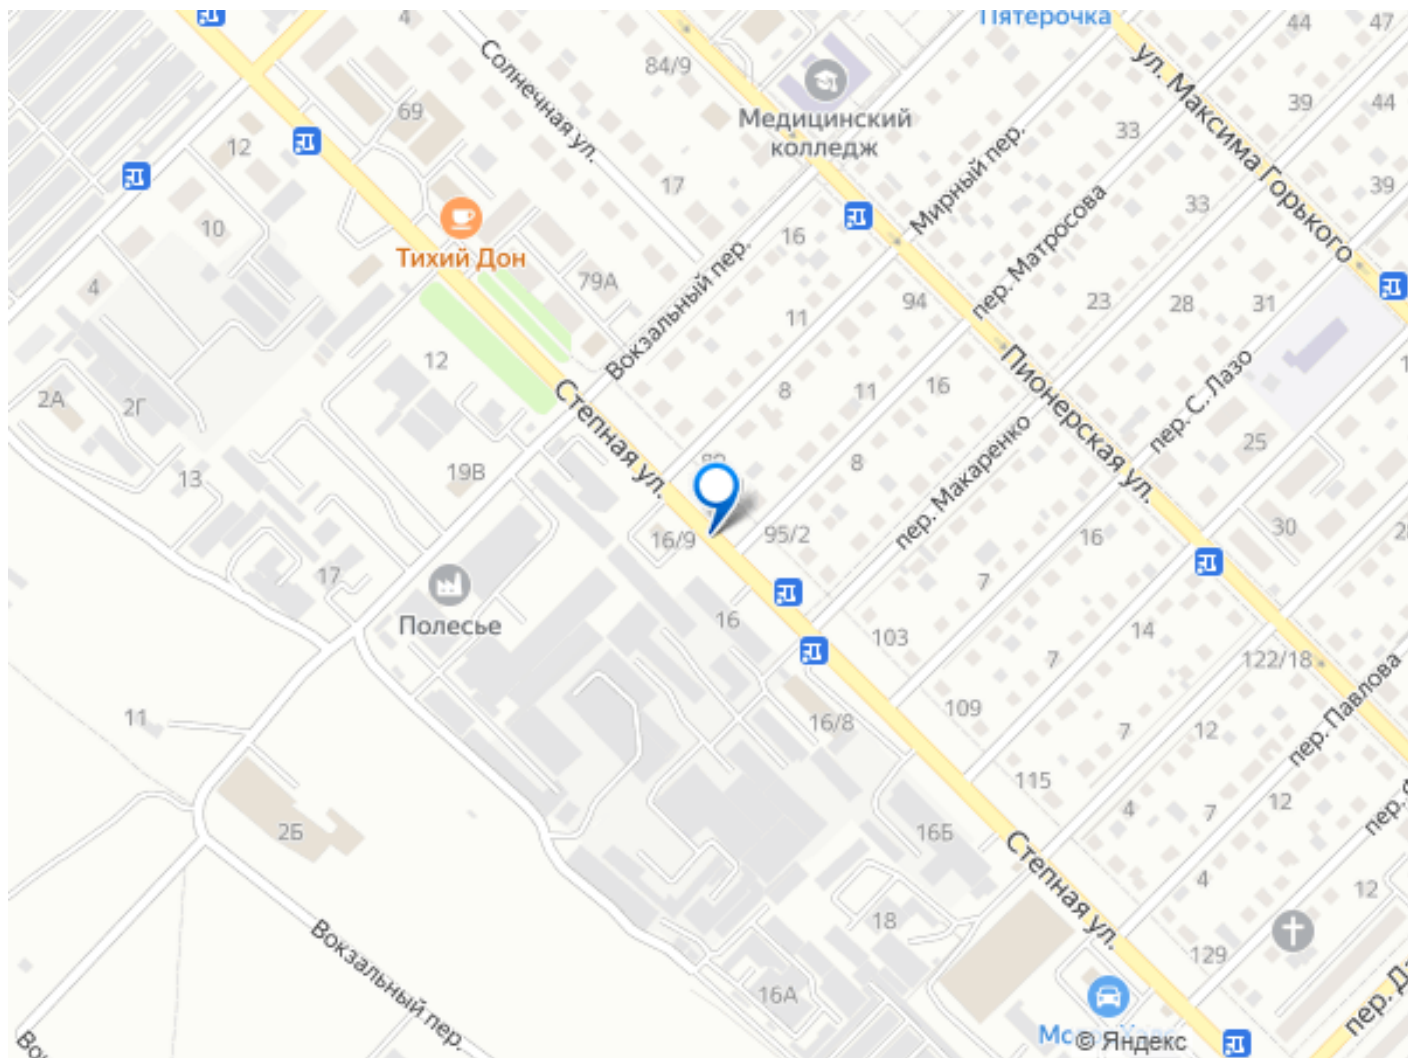 Пятерочка
4
44
47
Солнечная ул.
84/9
ул. Максима Горького
39
44
69
Медицинский
колледж
33
12
Мирный пер.
17
39
33
10
16
пер. Матросова
Тихий Дон
79А
Вокзальный пер.
4
94
23
28
31
11
12
Пионерская ул.
пер. С. Лазо
2А
2Г
Степная ул.
8
11
16
19В
13
8
пер. Макаренко
25
16/9
95/2
30
16
17
7
Полесье
16
103
14
7
122/18
11
109
16/8
7
12
пер. Павлова
115
4
7
12
2Б
16Б
Степная ул.
4
12
18
Вокзальный пер.
129
16А
© Яндекс